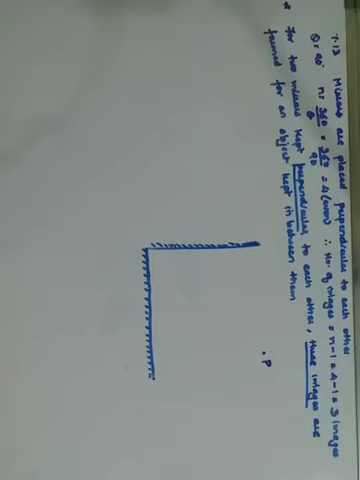 7.13 Mirrors are placed perpendicular to each other
θ = 90° n = 360/θ = 360/90 = 4 (even) ∴ No. of images = n-1 = 4-1 = 3 images
* For two mirrors kept perpendicular to each other, three images are
formed for an object kept in between them
. P